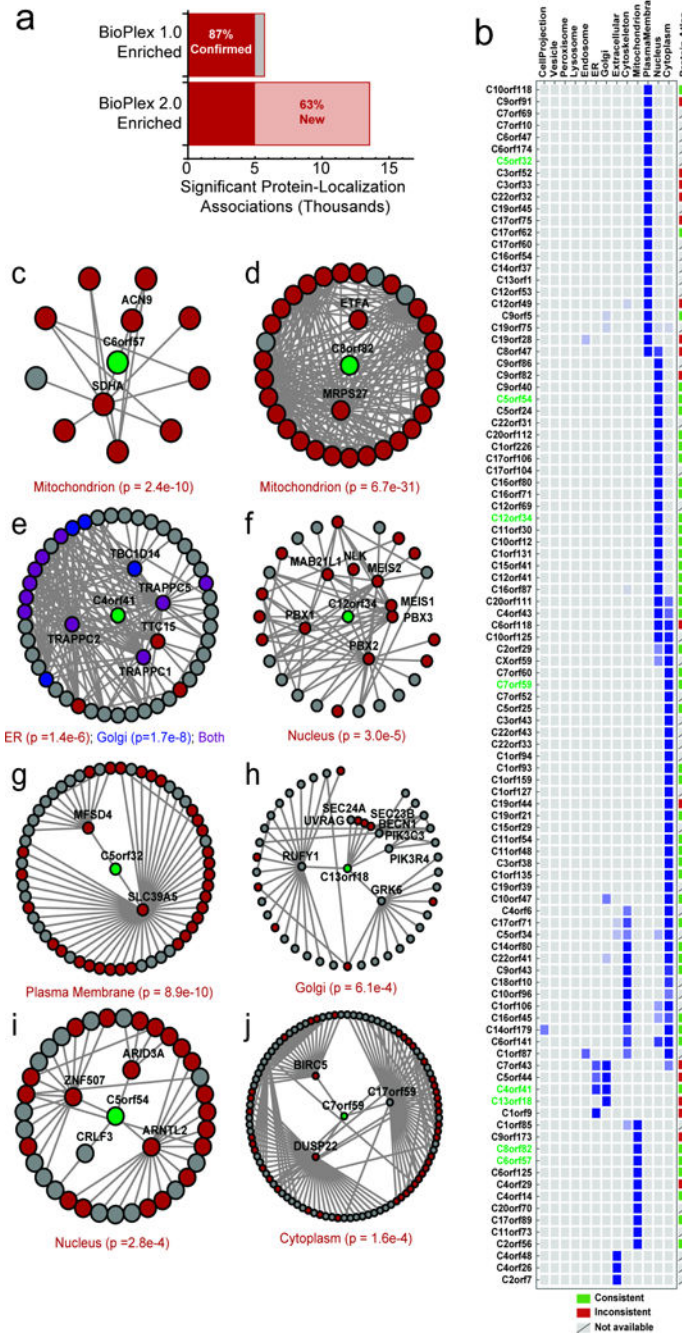 a
BioPlex 1.0
Enriched
87%
Confirmed
BioPlex 2.0
Enriched
63%
New
0
5
10
15
Significant Protein-Localization
Associations (Thousands)
b
CellProjection
Vesicle
Peroxisome
Lysosome
Endosome
ER
Golgi
Extracellular
Cytoskeleton
Mitochondrion
PlasmaMembra
Nucleus
Cytoplasm
C10orf118
C9orf91
C7orf69
C7orf10
C6orf47
C6orf174
C5orf32
C3orf52
C3orf33
C22orf32
C19orf45
C17orf75
C17orf62
C17orf60
C16orf54
C14orf37
C13orf1
C12orf53
C12orf49
C9orf5
C19orf75
C19orf28
C8orf47
C9orf86
C9orf82
C9orf40
C5orf54
C5orf24
C22orf31
C20orf112
C1orf226
C17orf106
C17orf104
C16orf80
C16orf71
C12orf69
C12orf34
C11orf30
C10orf12
C1orf131
C15orf41
C12orf41
C16orf87
C20orf111
C4orf43
C6orf118
C10orf125
C2orf29
CXorf59
C7orf60
C7orf59
C7orf52
C5orf25
C3orf43
C22orf43
C22orf33
C1orf94
C1orf93
C1orf159
C1orf127
C19orf44
C19orf21
C15orf29
C11orf54
C11orf48
C3orf38
C1orf135
C19orf39
C10orf47
C4orf6
C17orf71
C5orf34
C14orf80
C22orf41
C9orf43
C18orf10
C10orf96
C1orf106
C16orf45
C14orf179
C6orf141
C1orf87
C7orf43
C5orf44
C4orf41
C13orf18
C1orf9
C1orf85
C9orf173
C8orf82
C6orf57
C6orf125
C4orf29
C4orf14
C20orf70
C17orf89
C11orf73
C2orf56
C4orf48
C4orf26
C2orf7
Consistent
Inconsistent
Not available
c
ACN9
C6orf57
SDHA
Mitochondrion (p = 2.4e-10)
d
ETFA
C8orf82
MRPS27
Mitochondrion (p = 6.7e-31)
e
TBC1D14
TRAPPC5
C4orf41
TRAPPC2
TTC15
TRAPPC1
ER (p =1.4e-6); Golgi (p=1.7e-8); Both
f
MAB21L1
NLK
MEIS2
C12orf34
MEIS1
PBX1
PBX3
PBX2
Nucleus (p = 3.0e-5)
g
MFSD4
C5orf32
SLC39A5
Plasma Membrane (p = 8.9e-10)
h
SEC24A
SEC23B
UVRAG
BECN1
PIK3C3
RUFY1
PIK3R4
C13orf18
GRK6
Golgi (p = 6.1e-4)
i
ARID3A
ZNF507
C5orf54
CRLF3
ARNTL2
Nucleus (p =2.8e-4)
j
BIRC5
C17orf59
C7orf59
DUSP22
Cytoplasm (p = 1.6e-4)